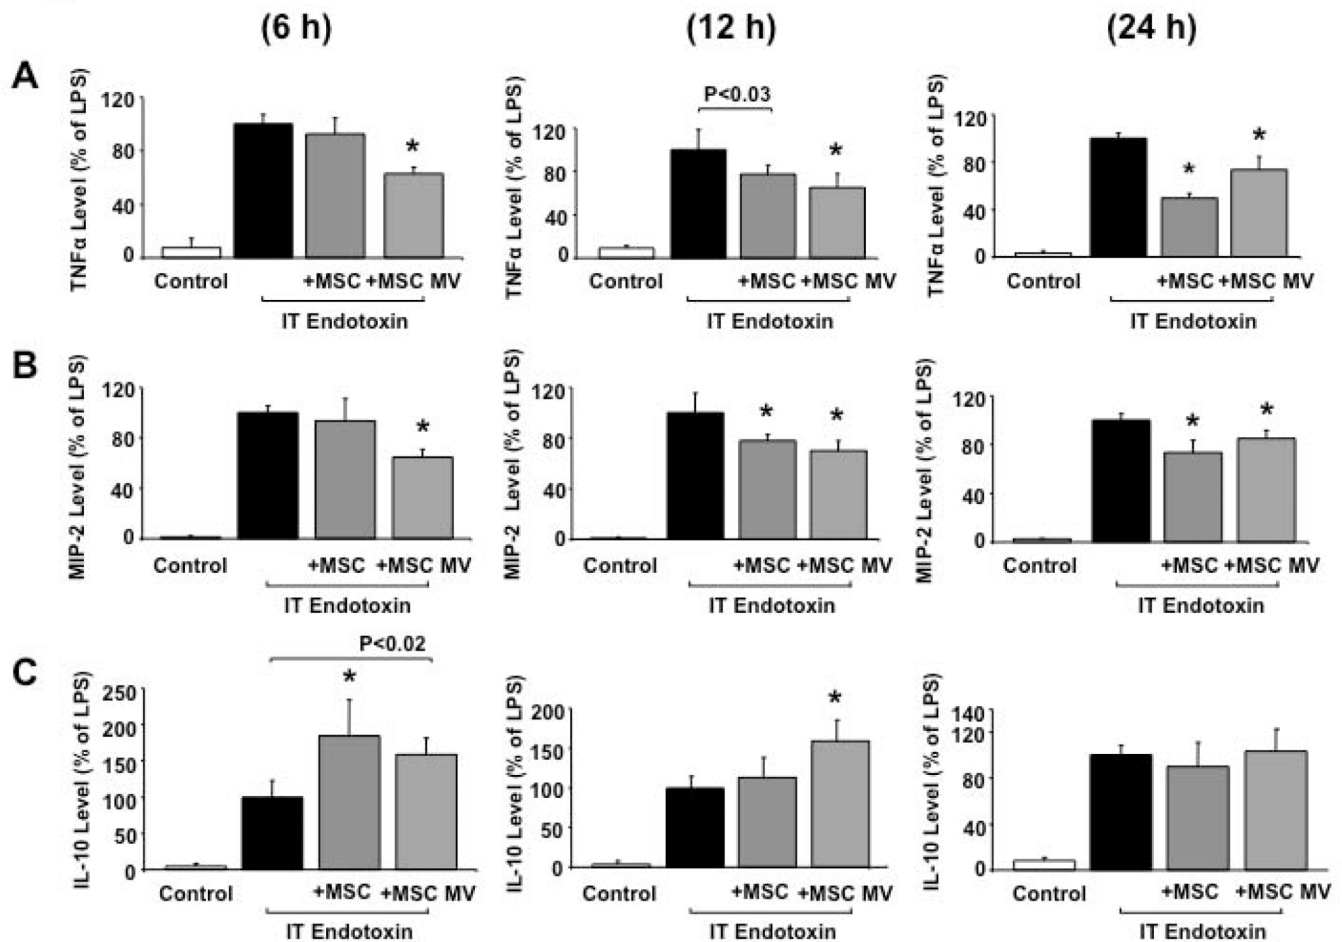 (6 h) (12 h) (24 h)
A
TNFα Level (% of LPS)
120
80
40
0
*
Control +MSC +MSC MV
IT Endotoxin
TNFα Level (% of LPS)
P<0.03
120
80
40
0
*
Control +MSC +MSC MV
IT Endotoxin
TNFα Level (% of LPS)
120
80
40
0
* *
Control +MSC +MSC MV
IT Endotoxin
B
MIP-2 Level (% of LPS)
120
80
40
0
*
Control +MSC +MSC MV
IT Endotoxin
MIP-2 Level (% of LPS)
120
80
40
0
* *
Control +MSC +MSC MV
IT Endotoxin
MIP-2 Level (% of LPS)
120
80
40
0
* *
Control +MSC +MSC MV
IT Endotoxin
C
IL-10 Level (% of LPS)
P<0.02
250
200
150
100
50
0
*
Control +MSC +MSC MV
IT Endotoxin
IL-10 Level (% of LPS)
200
150
100
50
0
*
Control +MSC +MSC MV
IT Endotoxin
IL-10 Level (% of LPS)
140
120
80
40
0
Control +MSC +MSC MV
IT Endotoxin